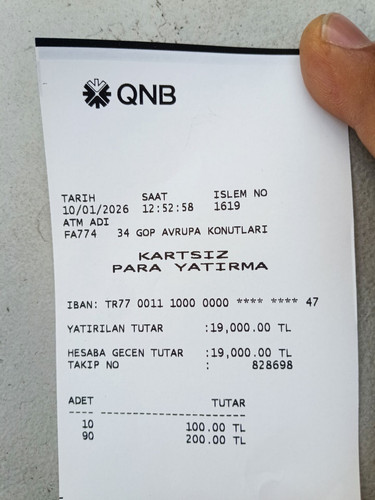 QNB
TARİH SAAT ISLEM NO
10/01/2026 12:52:58 1619
ATM ADI
FA774 34 GOP AVRUPA KONUTLARI
KARTSIZ
PARA YATIRMA
IBAN: TR77 0011 1000 0000 **** **** 47
YATIRILAN TUTAR :19,000.00 TL
HESABA GECEN TUTAR :19,000.00 TL
TAKIP NO : 828698
ADET TUTAR
---- ----------
10 100.00 TL
90 200.00 TL